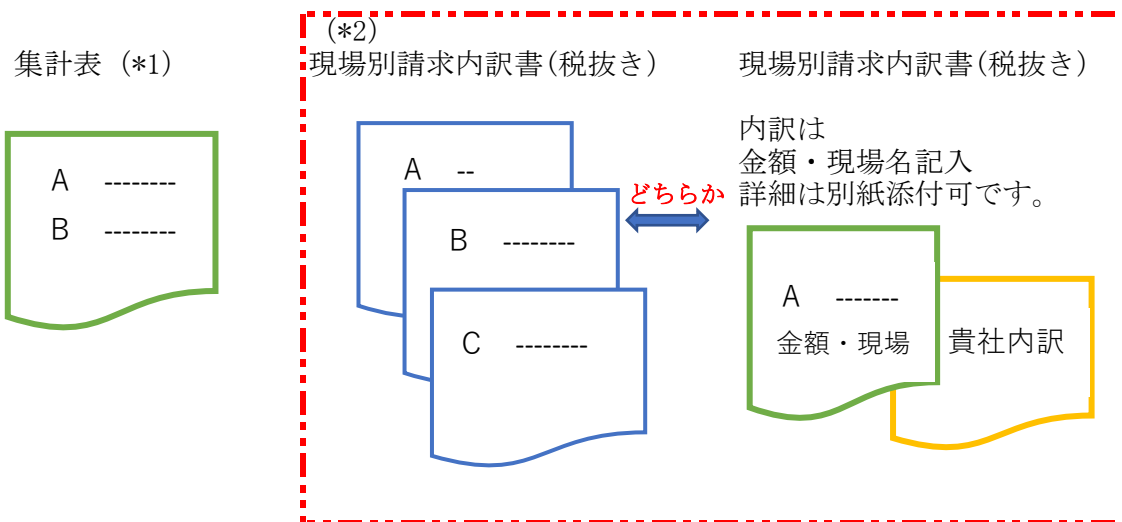 集計表 (*1)
A --------
B --------
(*2)
現場別請求内訳書(税抜き)
A --
B --------
C --------
どちらか
現場別請求内訳書(税抜き)
内訳は
金額・現場名記入
詳細は別紙添付可です。
A -------
金額・現場
貴社内訳